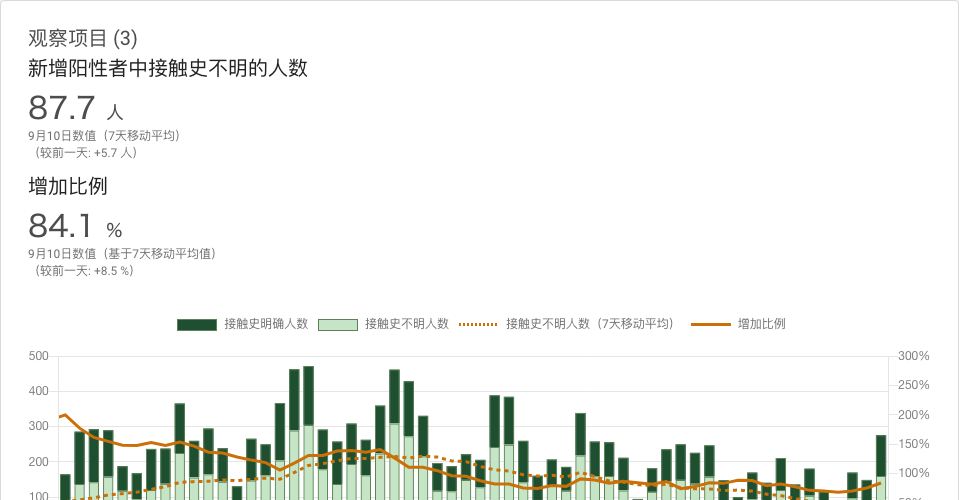 观察项目 (3)
新增阳性者中接触史不明的人数
87.7 人
9月10日数值（7天移动平均）
（较前一天: +5.7 人）
增加比例
84.1 %
9月10日数值（基于7天移动平均值）
（较前一天: +8.5 %）
接触史明确人数 接触史不明人数 接触史不明人数（7天移动平均） 增加比例
500 300%
250%
400
200%
300
150%
200
100%
100